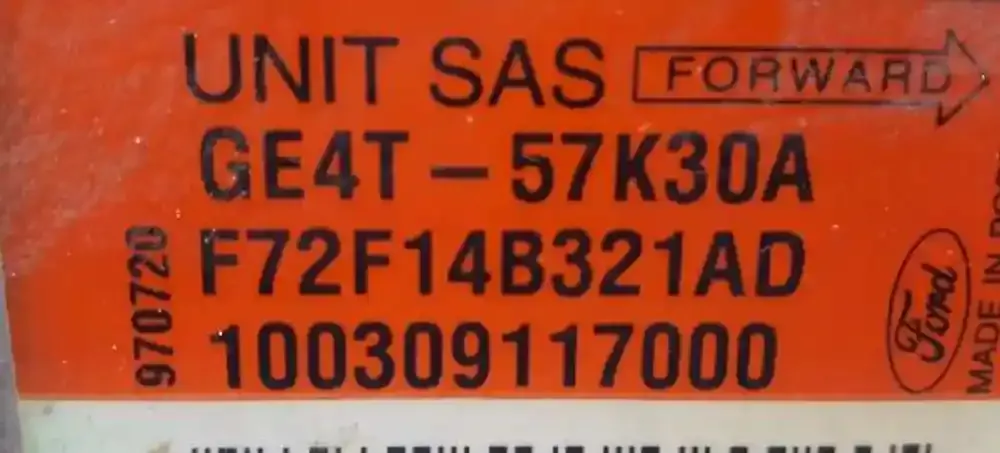 UNIT SAS FORWARD
GE4T-57K30A
F72F14B321AD
100309117000
970720
Ford
MADE IN